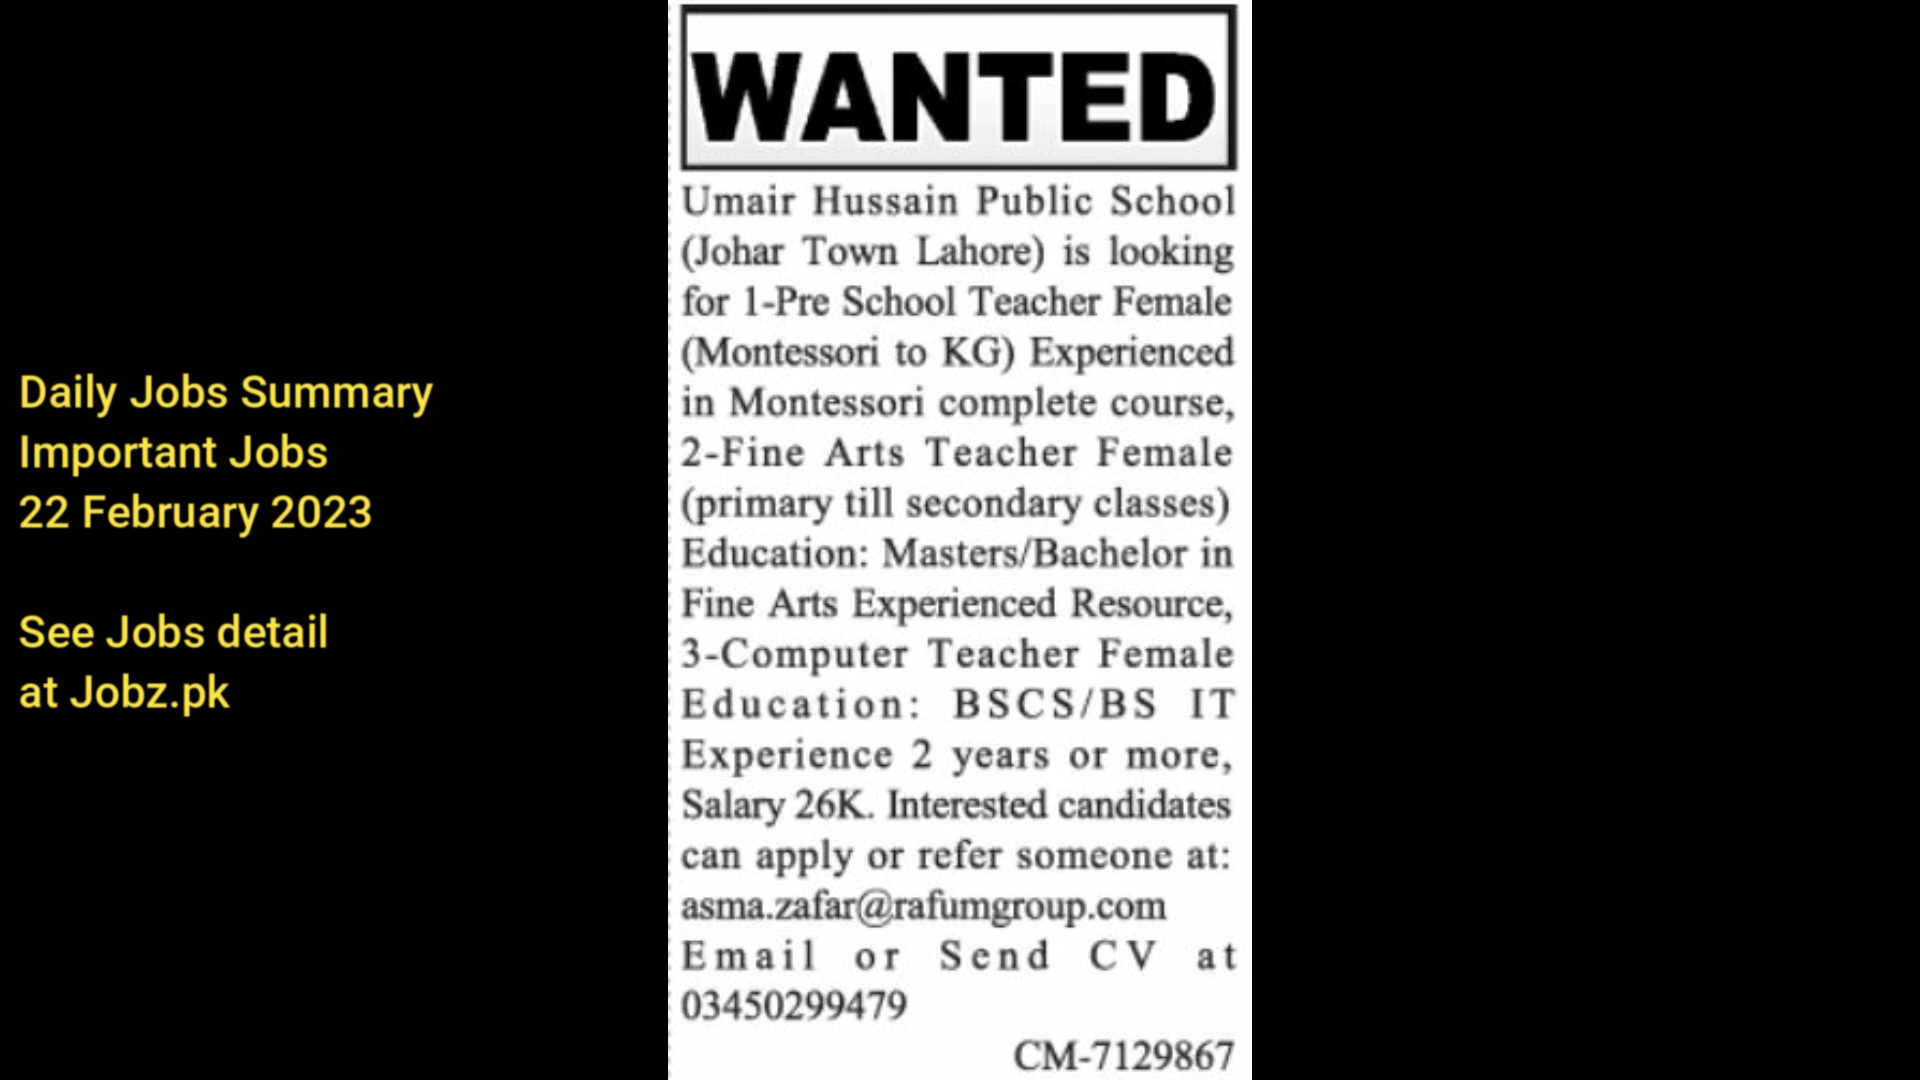 Daily Jobs Summary
Important Jobs
22 February 2023
See Jobs detail
at Jobz.pk
WANTED
Umair Hussain Public School
(Johar Town Lahore) is looking
for 1-Pre School Teacher Female
(Montessori to KG) Experienced
in Montessori complete course,
2-Fine Arts Teacher Female
(primary till secondary classes)
Education: Masters/Bachelor in
Fine Arts Experienced Resource,
3-Computer Teacher Female
Education: BSCS/BS IT
Experience 2 years or more,
Salary 26K. Interested candidates
can apply or refer someone at:
asma.zafar@rafumgroup.com
Email or Send CV at
03450299479
CM-7129867